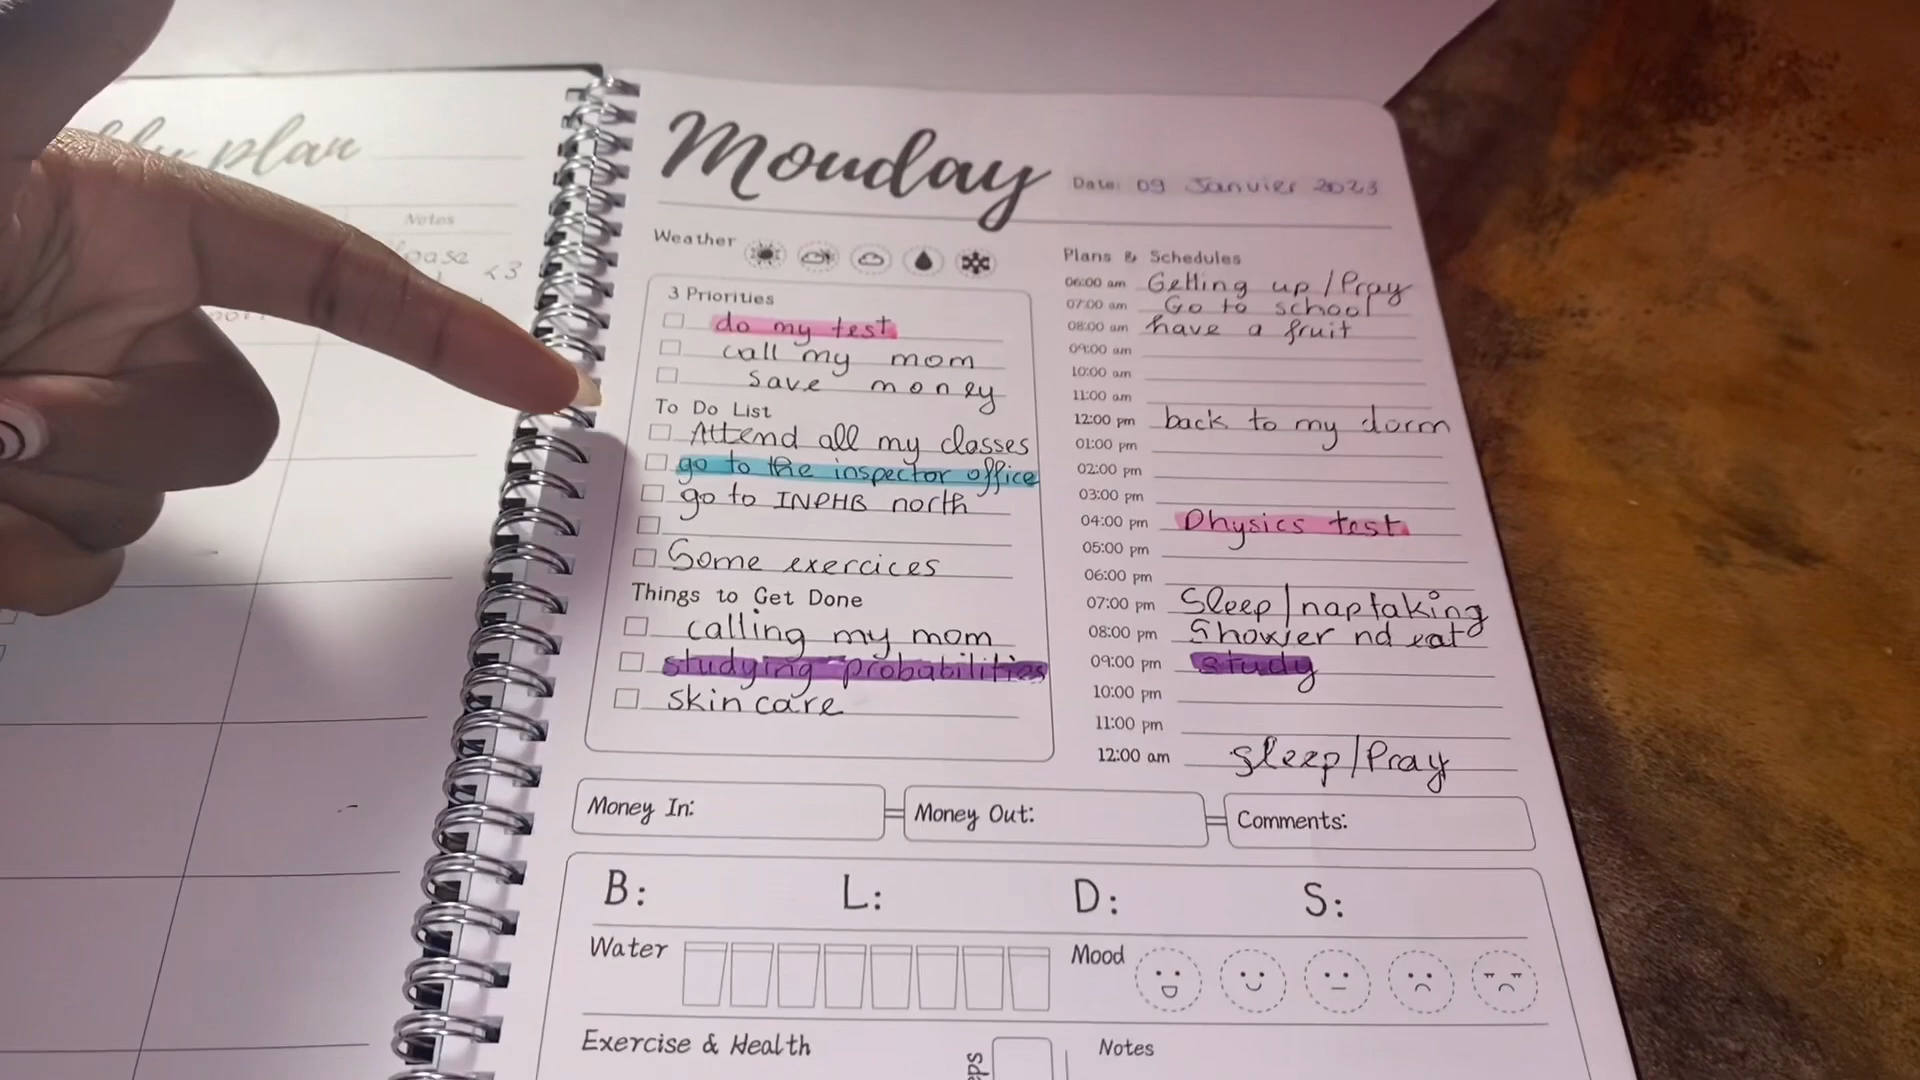 plan
Notes
<3
Monday
Date: 09 Janvier 2023
Weather
3 Priorities
do my test
call my mom
save money
To Do List
Attend all my classes
go to the inspector office
go to INPHB north
Some exercices
Things to Get Done
calling my mom
studying probabilities
skin care
Plans & Schedules
06:00 am Getting up / Pray
07:00 am Go to school
08:00 am have a fruit
09:00 am
10:00 am
11:00 am
12:00 pm back to my dorm
01:00 pm
02:00 pm
03:00 pm
04:00 pm Physics test
05:00 pm
06:00 pm
07:00 pm Sleep/nap taking
08:00 pm Shower nd eat
09:00 pm study
10:00 pm
11:00 pm
12:00 am sleep/Pray
Money In:
Money Out:
Comments:
B:
L:
D:
S:
Water
Mood
Exercise & Health
Notes